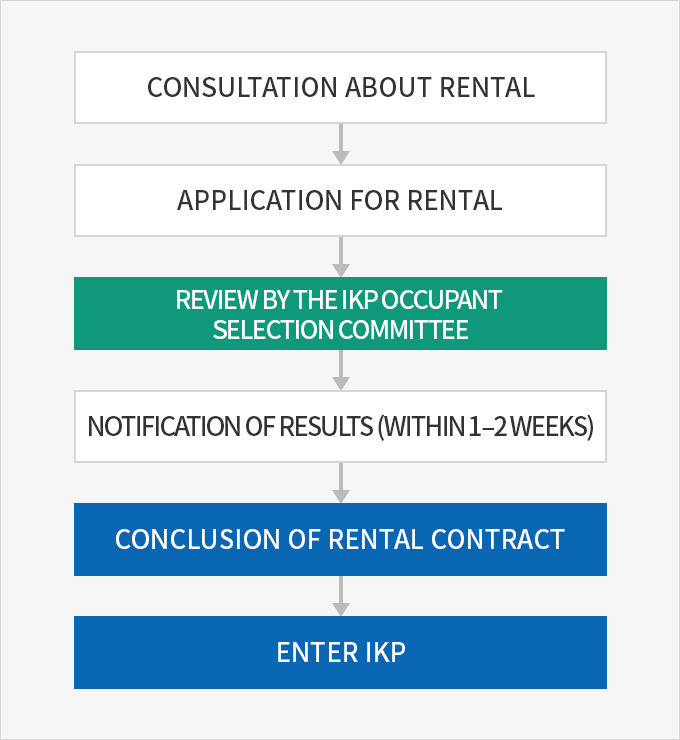 CONSULTATION ABOUT RENTAL
APPLICATION FOR RENTAL
REVIEW BY THE IKP OCCUPANT
SELECTION COMMITTEE
NOTIFICATION OF RESULTS (WITHIN 1–2 WEEKS)
CONCLUSION OF RENTAL CONTRACT
ENTER IKP